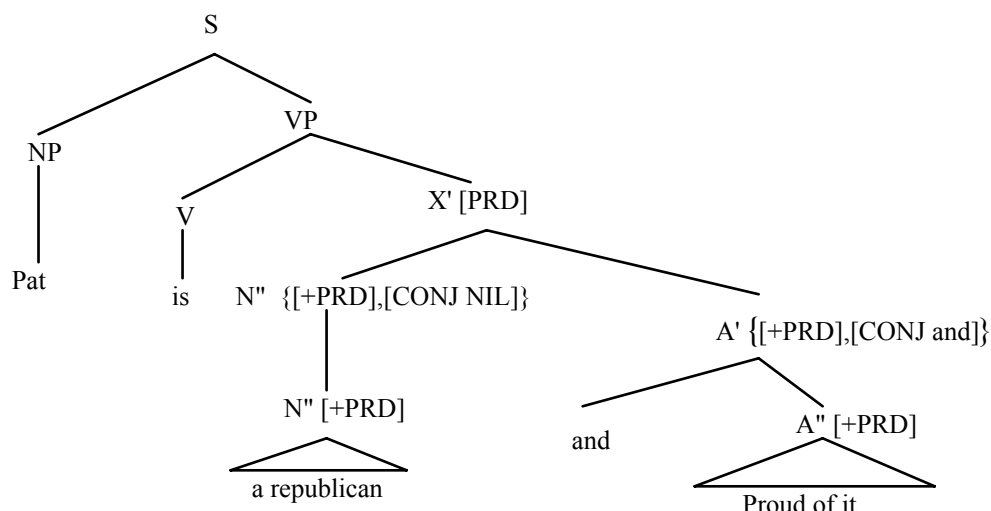 S
VP
NP
X' [PRD]
V
Pat
is
N" {[+PRD],[CONJ NIL]}
A' {[+PRD],[CONJ and]}
N" [+PRD]
A" [+PRD]
and
a republican
Proud of it